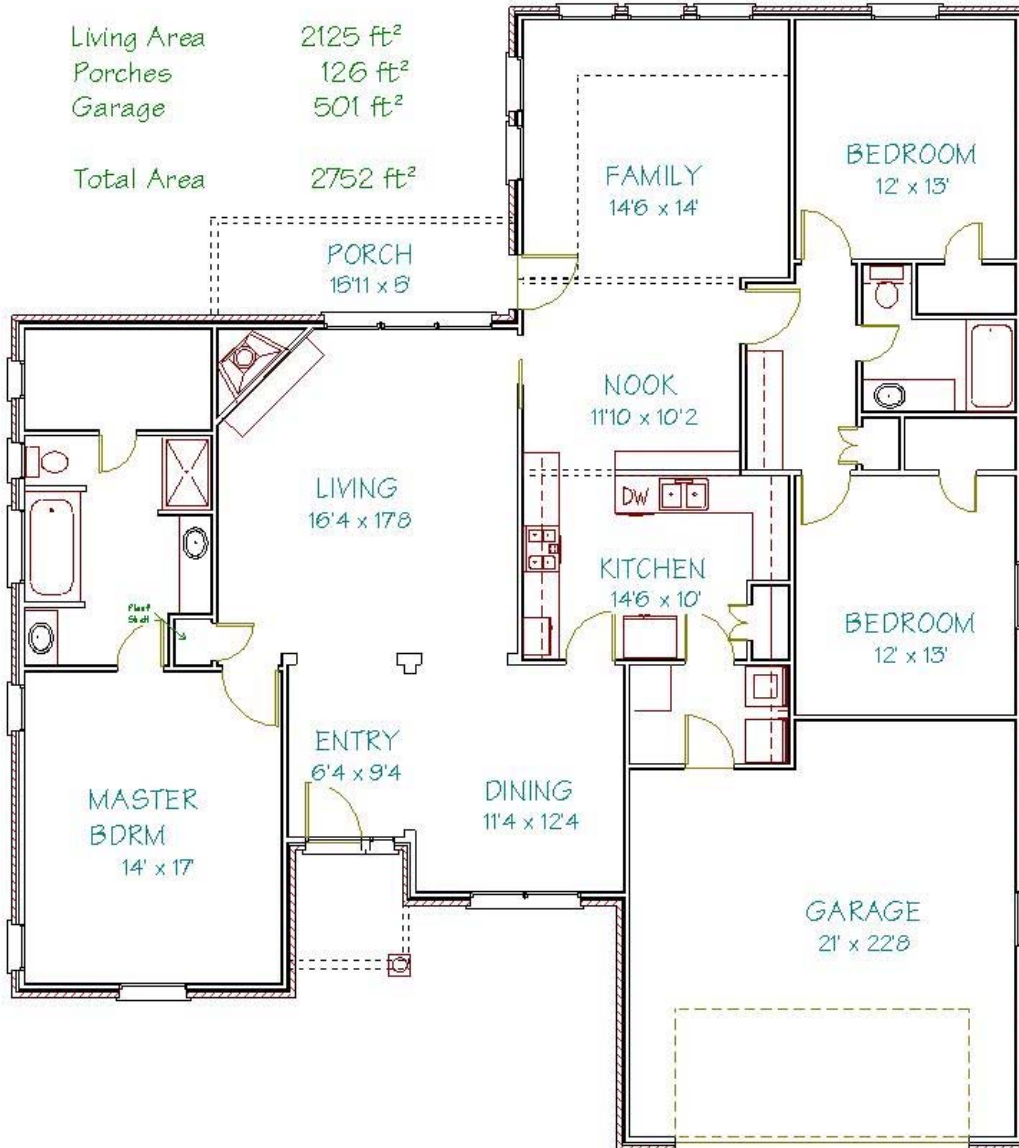 Living Area 2125 ft²
Porches 126 ft²
Garage 501 ft²
Total Area 2752 ft²
FAMILY
14'6 x 14'
BEDROOM
12' x 13'
PORCH
15'11 x 5'
NOOK
11'10 x 10'2
LIVING
16'4 x 17'8
DW
KITCHEN
14'6 x 10'
BEDROOM
12' x 13'
ENTRY
6'4 x 9'4
DINING
11'4 x 12'4
MASTER
BDRM
14' x 17'
GARAGE
21' x 22'8